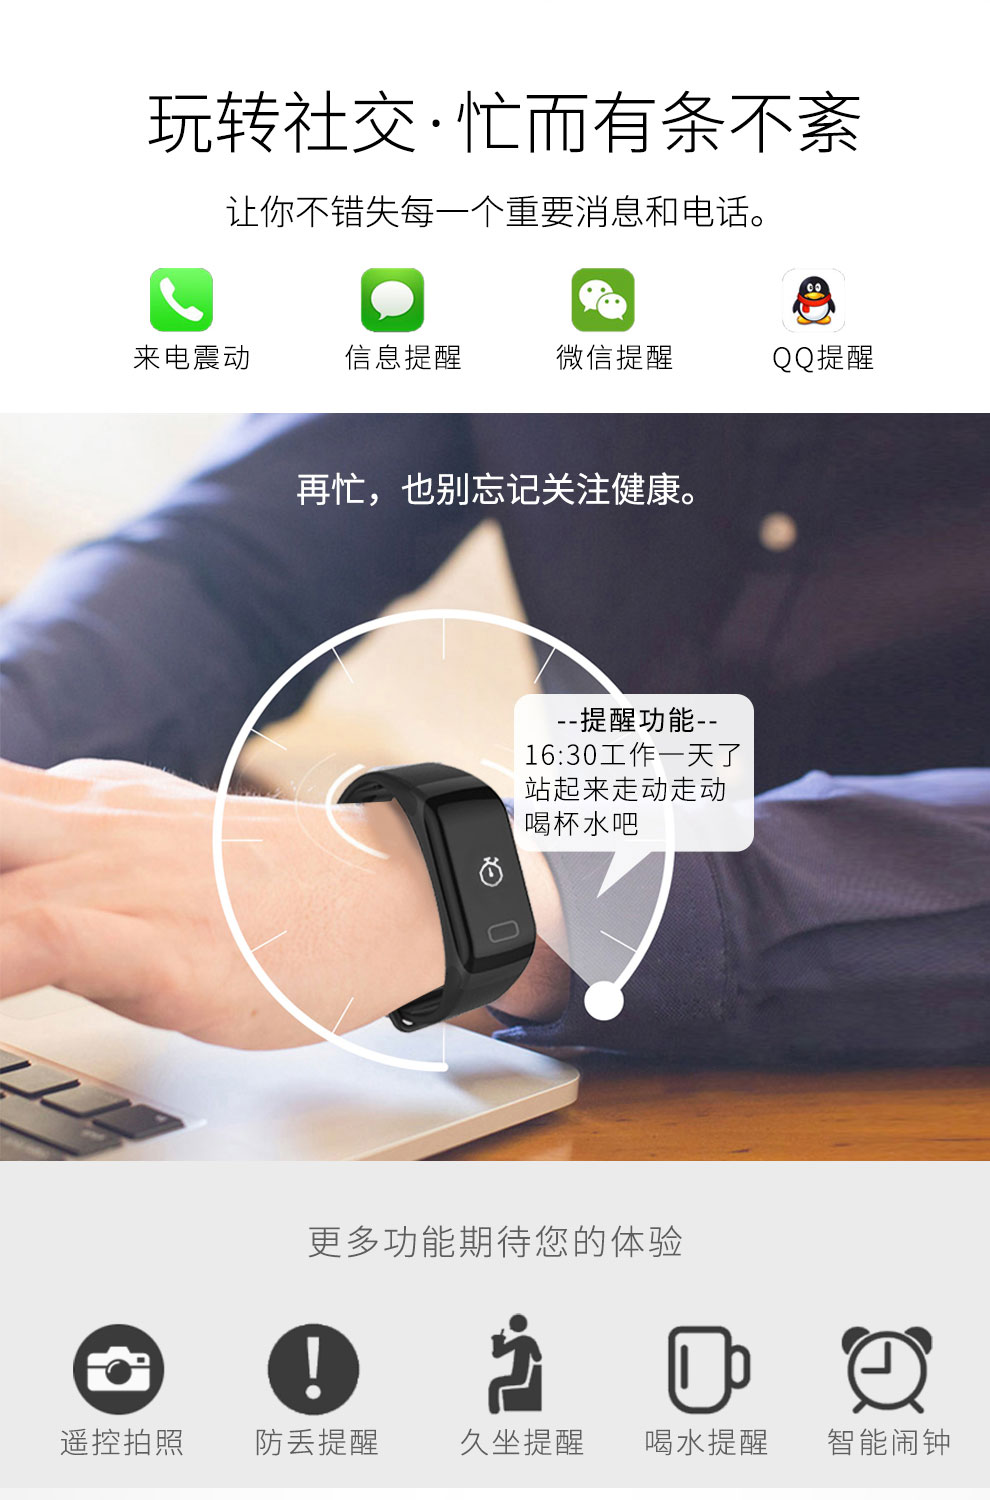 玩转社交·忙而有条不紊
让你不错失每一个重要消息和电话。
来电震动 信息提醒 微信提醒 QQ提醒
再忙，也别忘记关注健康。
--提醒功能--
16:30工作一天了
站起来走动走动
喝杯水吧
更多功能期待您的体验
遥控拍照 防丢提醒 久坐提醒 喝水提醒 智能闹钟